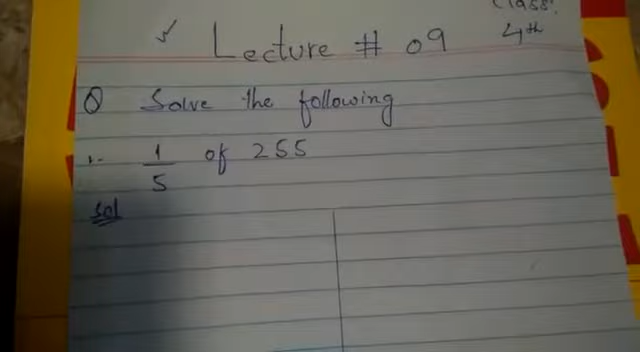 Class:
4th
Lecture # 09
Q Solve the following
1- 1/5 of 255
Sol